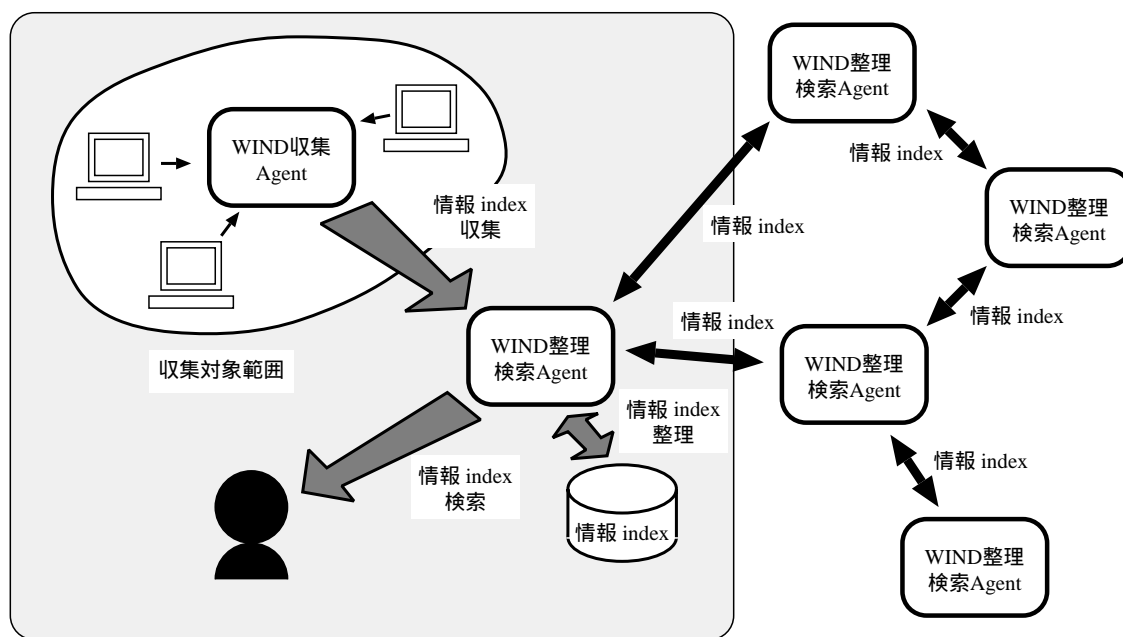 WIND整理
検索Agent
WIND収集
Agent
情報 index
WIND整理
検索Agent
情報 index
収集
情報 index
情報 index
情報 index
WIND整理
検索Agent
WIND整理
検索Agent
収集対象範囲
情報 index
整理
情報 index
情報 index
検索
情報 index
WIND整理
検索Agent